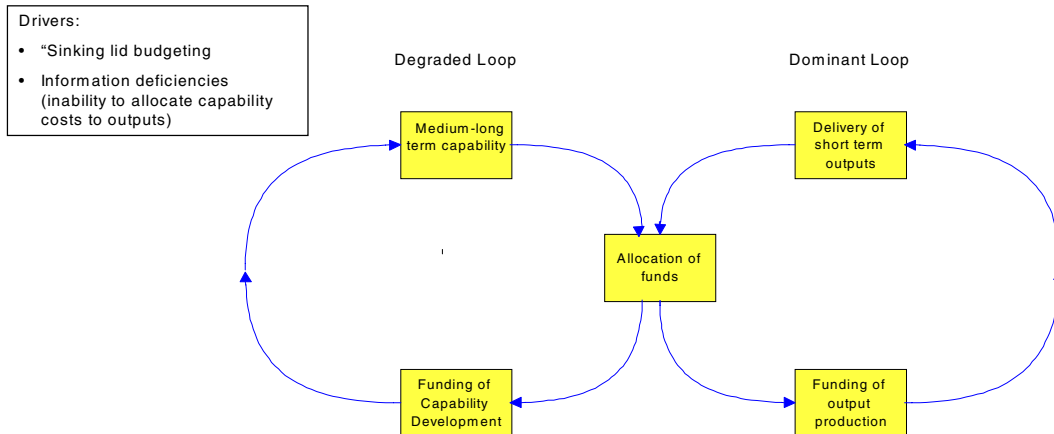 Drivers:
• “Sinking lid budgeting
• Information deficiencies
(inability to allocate capability
costs to outputs)
Degraded Loop
Dominant Loop
Medium-long
term capability
Delivery of
short term
outputs
Allocation of
funds
Funding of
Capability
Development
Funding of
output
production